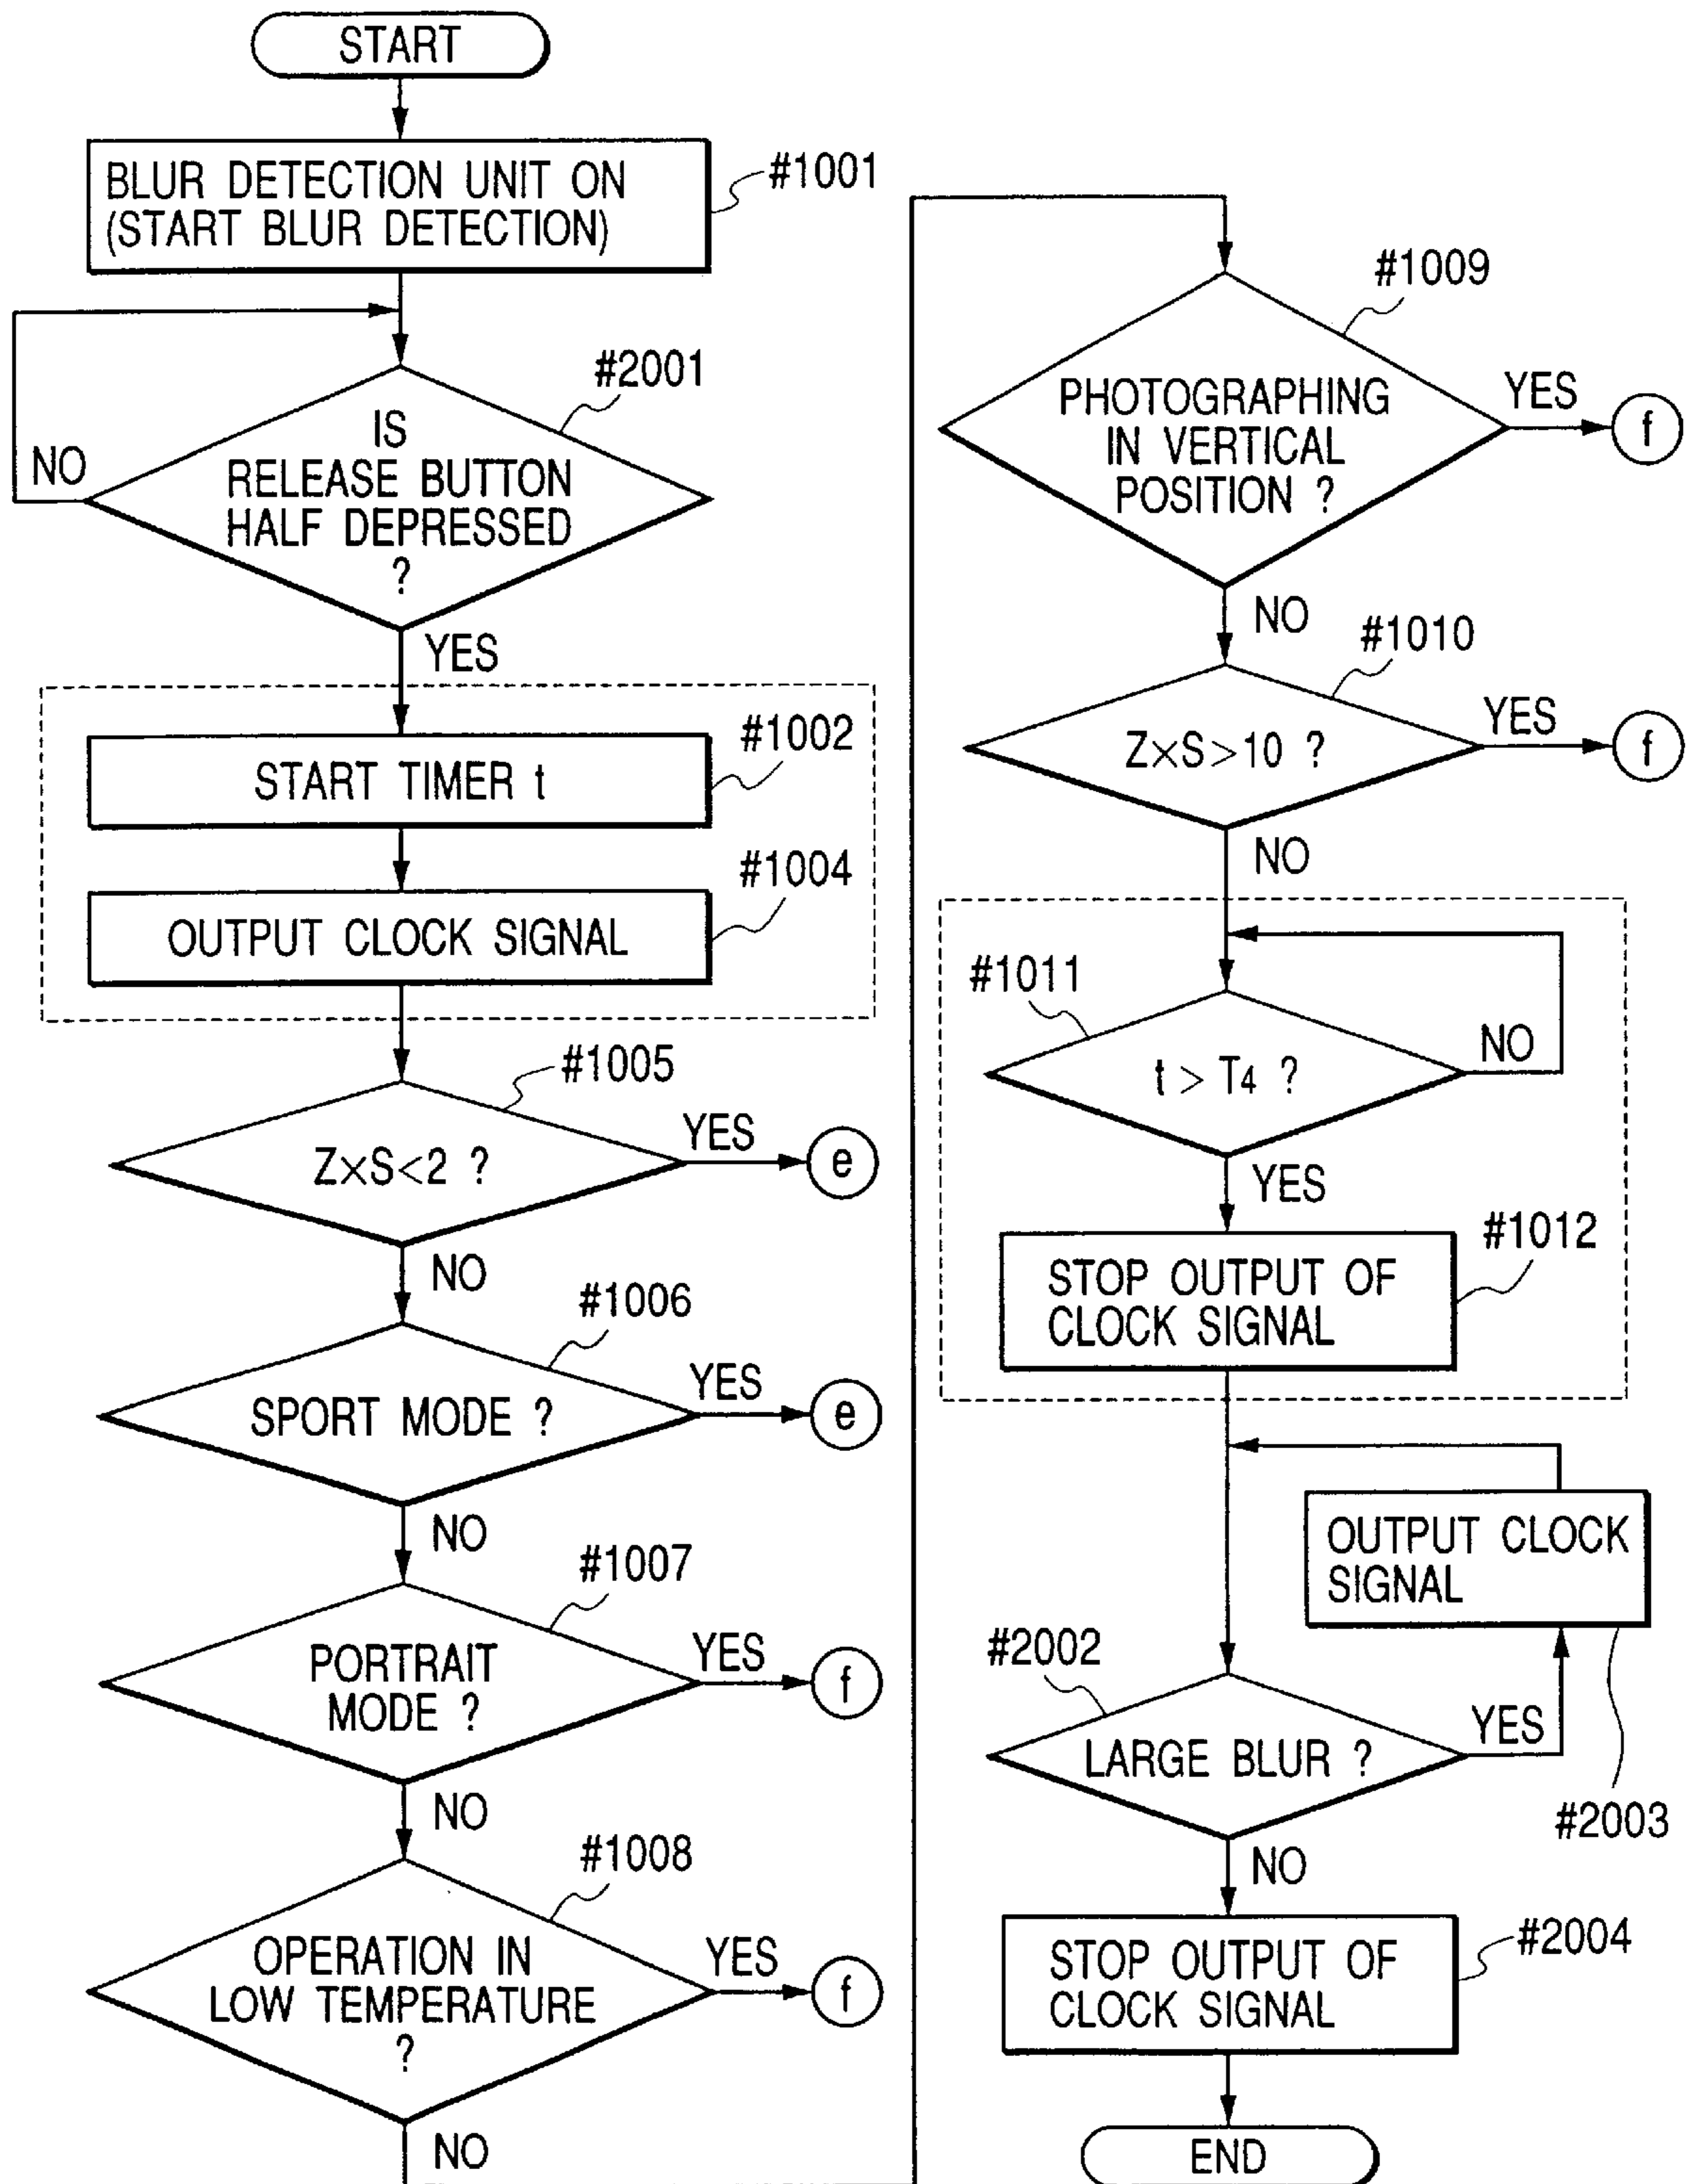 START
BLUR DETECTION UNIT ON
(START BLUR DETECTION)
#1001
#2001
IS
RELEASE BUTTON
HALF DEPRESSED
?
NO
YES
#1002
START TIMER t
#1004
OUTPUT CLOCK SIGNAL
#1005
Z×S<2 ?
YES
e
NO
#1006
SPORT MODE ?
YES
e
NO
#1007
PORTRAIT
MODE ?
YES
f
NO
#1008
OPERATION IN
LOW TEMPERATURE
?
YES
f
NO
#1009
PHOTOGRAPHING
IN VERTICAL
POSITION ?
YES
f
NO
#1010
Z×S>10 ?
YES
f
NO
#1011
t > T4 ?
NO
YES
#1012
STOP OUTPUT OF
CLOCK SIGNAL
OUTPUT CLOCK
SIGNAL
#2003
#2002
LARGE BLUR ?
YES
NO
#2004
STOP OUTPUT OF
CLOCK SIGNAL
END